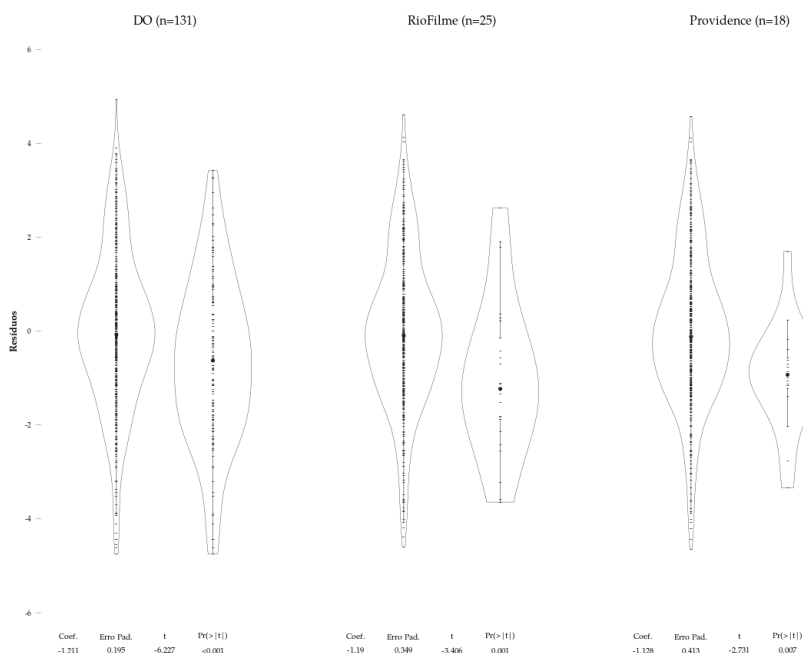 DO (n=131) RioFilme (n=25) Providence (n=18)
6
4
2
0
Resíduos
-2
-4
-6
Coef. Erro Pad. t Pr(>|t|) Coef. Erro Pad. t Pr(>|t|) Coef. Erro Pad. t Pr(>|t|)
-1.211 0.195 -6.227 <0.001 -1.19 0.349 -3.406 0.001 -1.128 0.413 -2.731 0.007